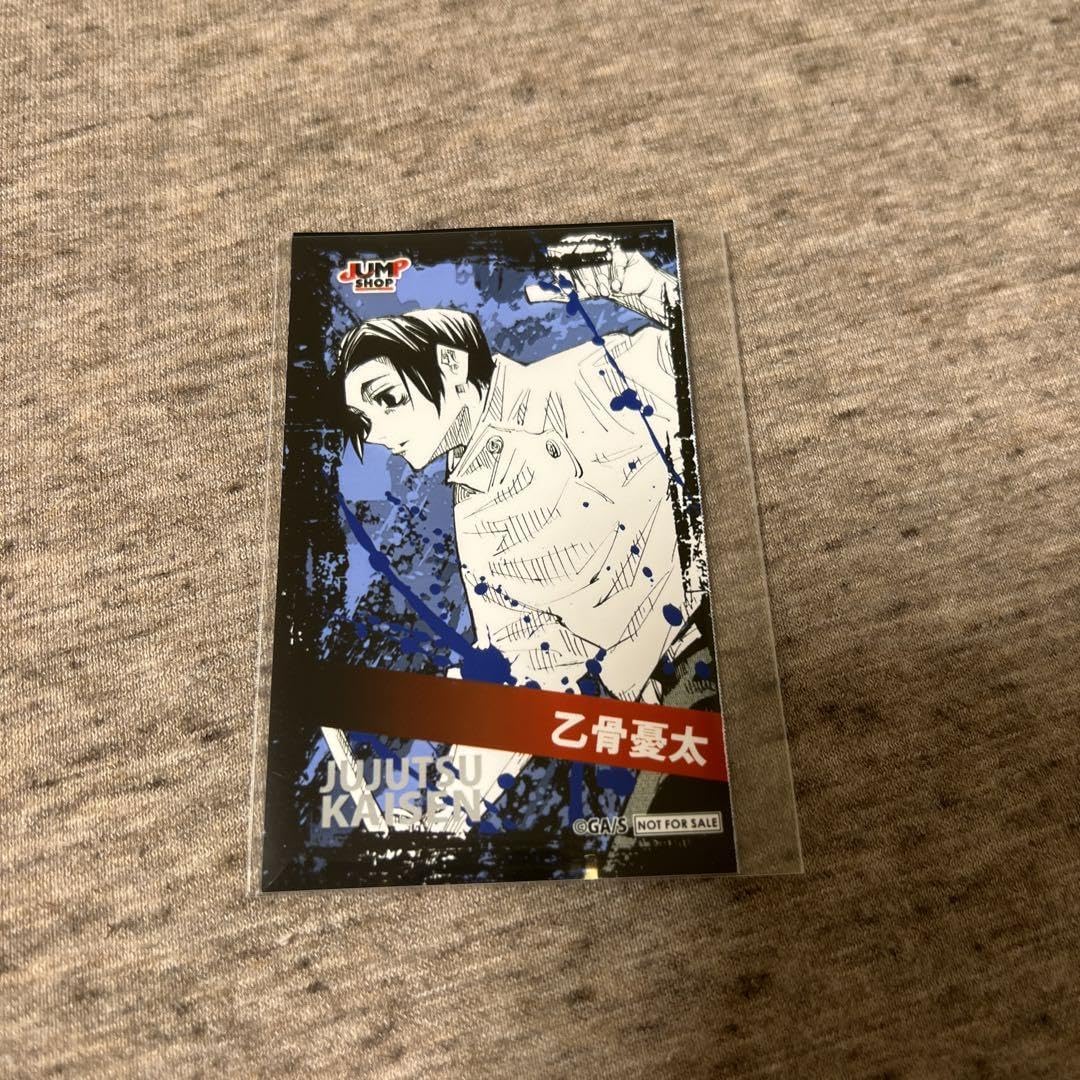 JUMP
SHOP
乙骨憂太
JUJUTSU
KAISEN
©GA/S NOT FOR SALE